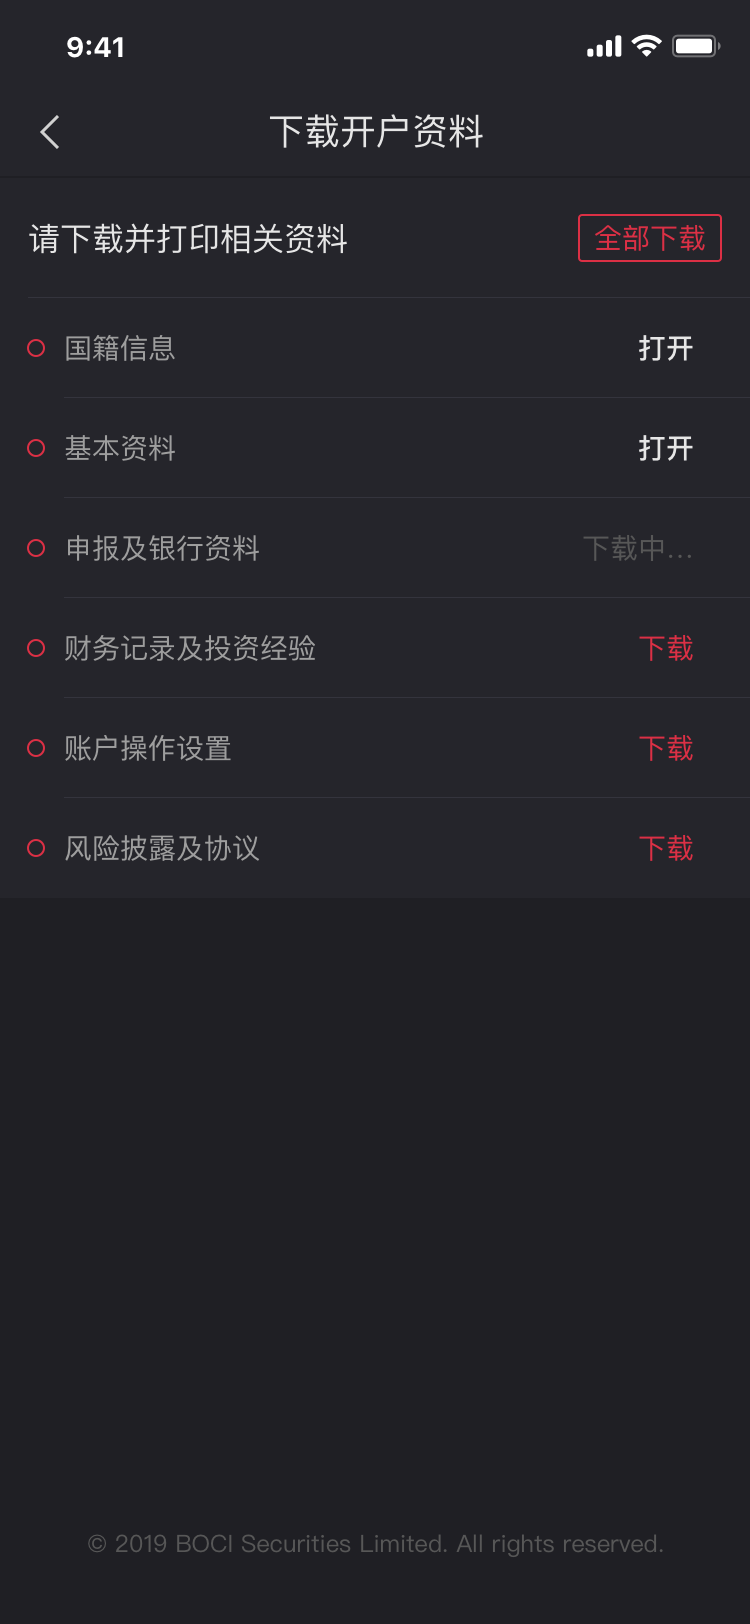 9:41
下载开户资料
请下载并打印相关资料 全部下载
国籍信息 打开
基本资料 打开
申报及银行资料 下载中...
财务记录及投资经验 下载
账户操作设置 下载
风险披露及协议 下载
© 2019 BOCI Securities Limited. All rights reserved.